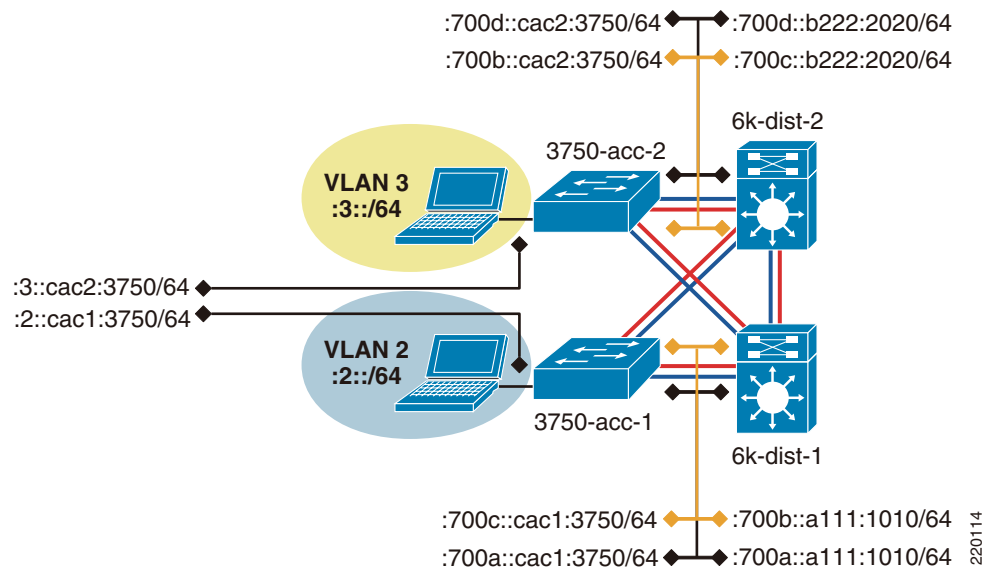 :700d::cac2:3750/64 :700d::b222:2020/64
:700b::cac2:3750/64 :700c::b222:2020/64
6k-dist-2
3750-acc-2
VLAN 3
:3::/64
:3::cac2:3750/64
:2::cac1:3750/64
VLAN 2
:2::/64
3750-acc-1
6k-dist-1
:700c::cac1:3750/64 :700b::a111:1010/64
:700a::cac1:3750/64 :700a::a111:1010/64
220114